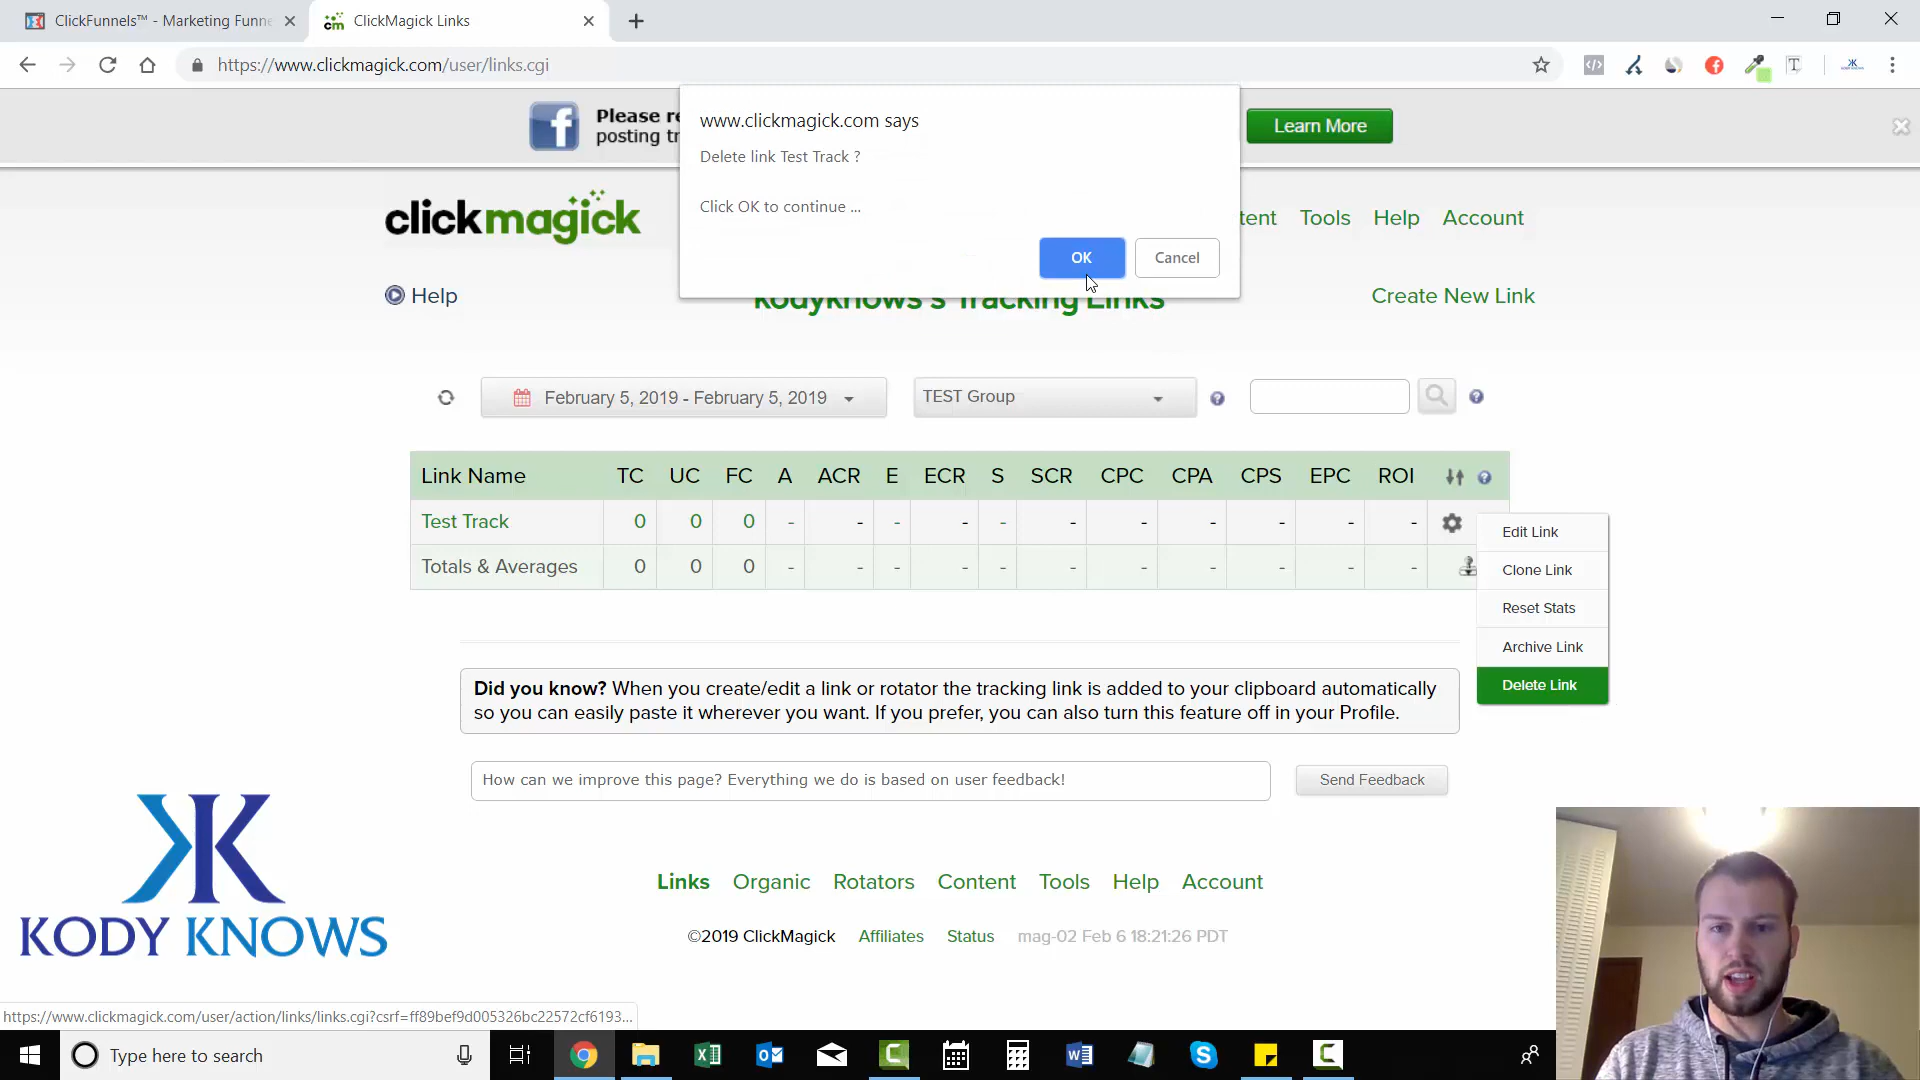 ClickFunnels™ - Marketing Funne
ClickMagick Links
https://www.clickmagick.com/user/links.cgi
Please re
posting tr
Learn More
www.clickmagick.com says
Delete link Test Track ?
Click OK to continue ...
OK
Cancel
clickmagick
tent
Tools
Help
Account
Help
kodyknows's Tracking Links
Create New Link
February 5, 2019 - February 5, 2019
TEST Group
Link Name TC UC FC A ACR E ECR S SCR CPC CPA CPS EPC ROI
Test Track 0 0 0 - - - - - - - - - - -
Totals & Averages 0 0 0 - - - - - - - - - - -
Edit Link
Clone Link
Reset Stats
Archive Link
Delete Link
Did you know? When you create/edit a link or rotator the tracking link is added to your clipboard automatically
so you can easily paste it wherever you want. If you prefer, you can also turn this feature off in your Profile.
How can we improve this page? Everything we do is based on user feedback!
Send Feedback
KODY KNOWS
Links Organic Rotators Content Tools Help Account
©2019 ClickMagick Affiliates Status mag-02 Feb 6 18:21:26 PDT
https://www.clickmagick.com/user/action/links/links.cgi?csrf=ff89bef9d005326bc22572cf6193...
Type here to search